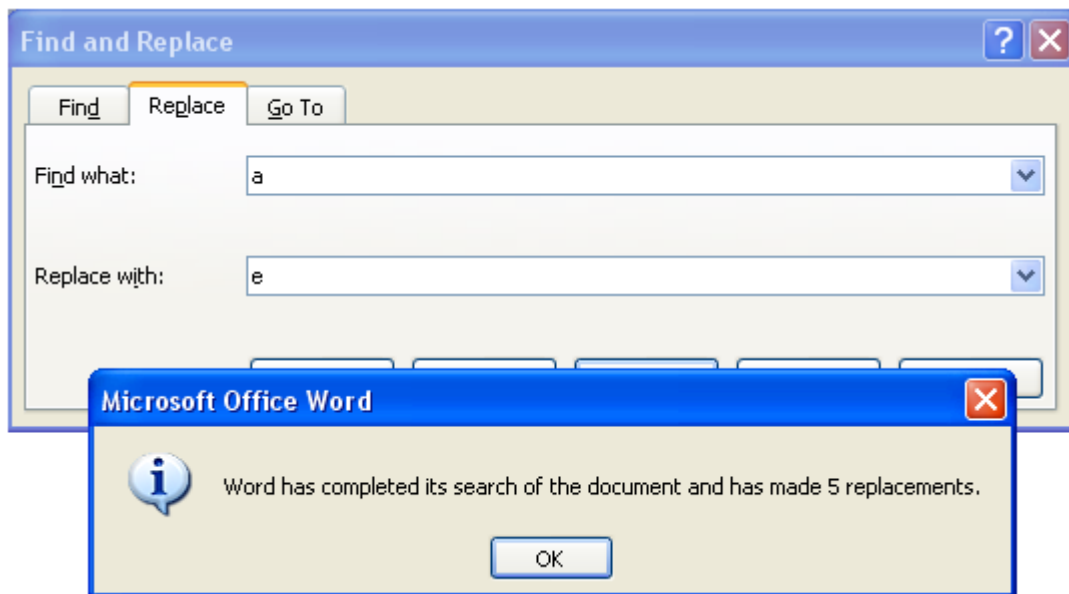 Find and Replace
Find Replace Go To
Find what: a
Replace with: e
Microsoft Office Word
Word has completed its search of the document and has made 5 replacements.
OK